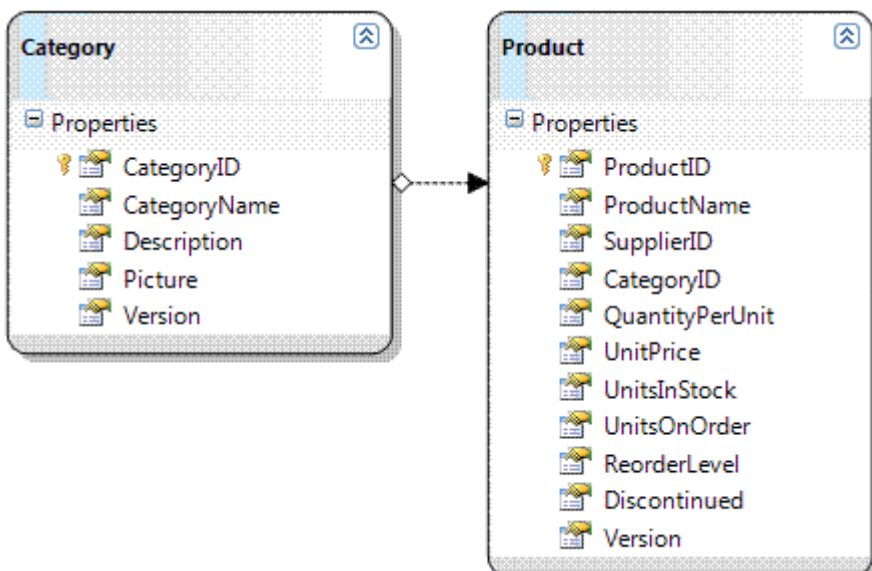 Category
Properties
CategoryID
CategoryName
Description
Picture
Version
Product
Properties
ProductID
ProductName
SupplierID
CategoryID
QuantityPerUnit
UnitPrice
UnitsInStock
UnitsOnOrder
ReorderLevel
Discontinued
Version